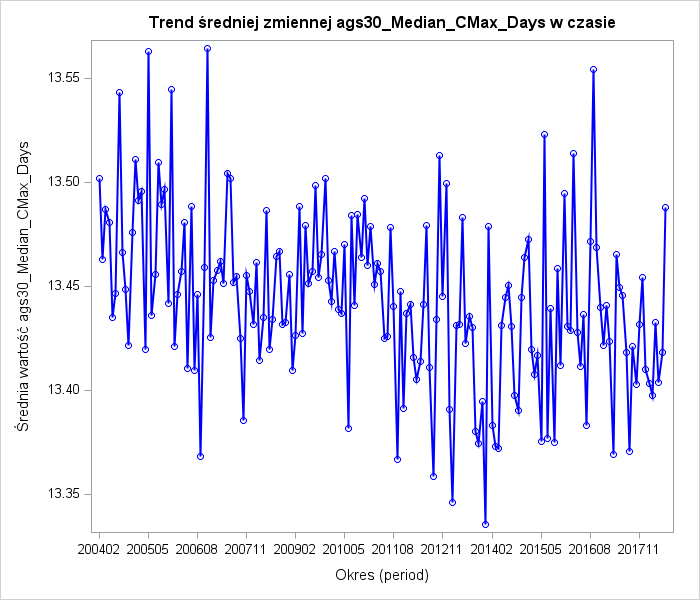 Trend średniej zmiennej ags30_Median_CMax_Days w czasie
Średnia wartość ags30_Median_CMax_Days
13.55
13.50
13.45
13.40
13.35
200402 200505 200608 200711 200902 201005 201108 201211 201402 201505 201608 201711
Okres (period)